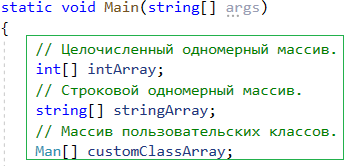 static void Main(string[] args)
{
// Целочисленный одномерный массив.
int[] intArray;
// Строковой одномерный массив.
string[] stringArray;
// Массив пользовательских классов.
Man[] customClassArray;